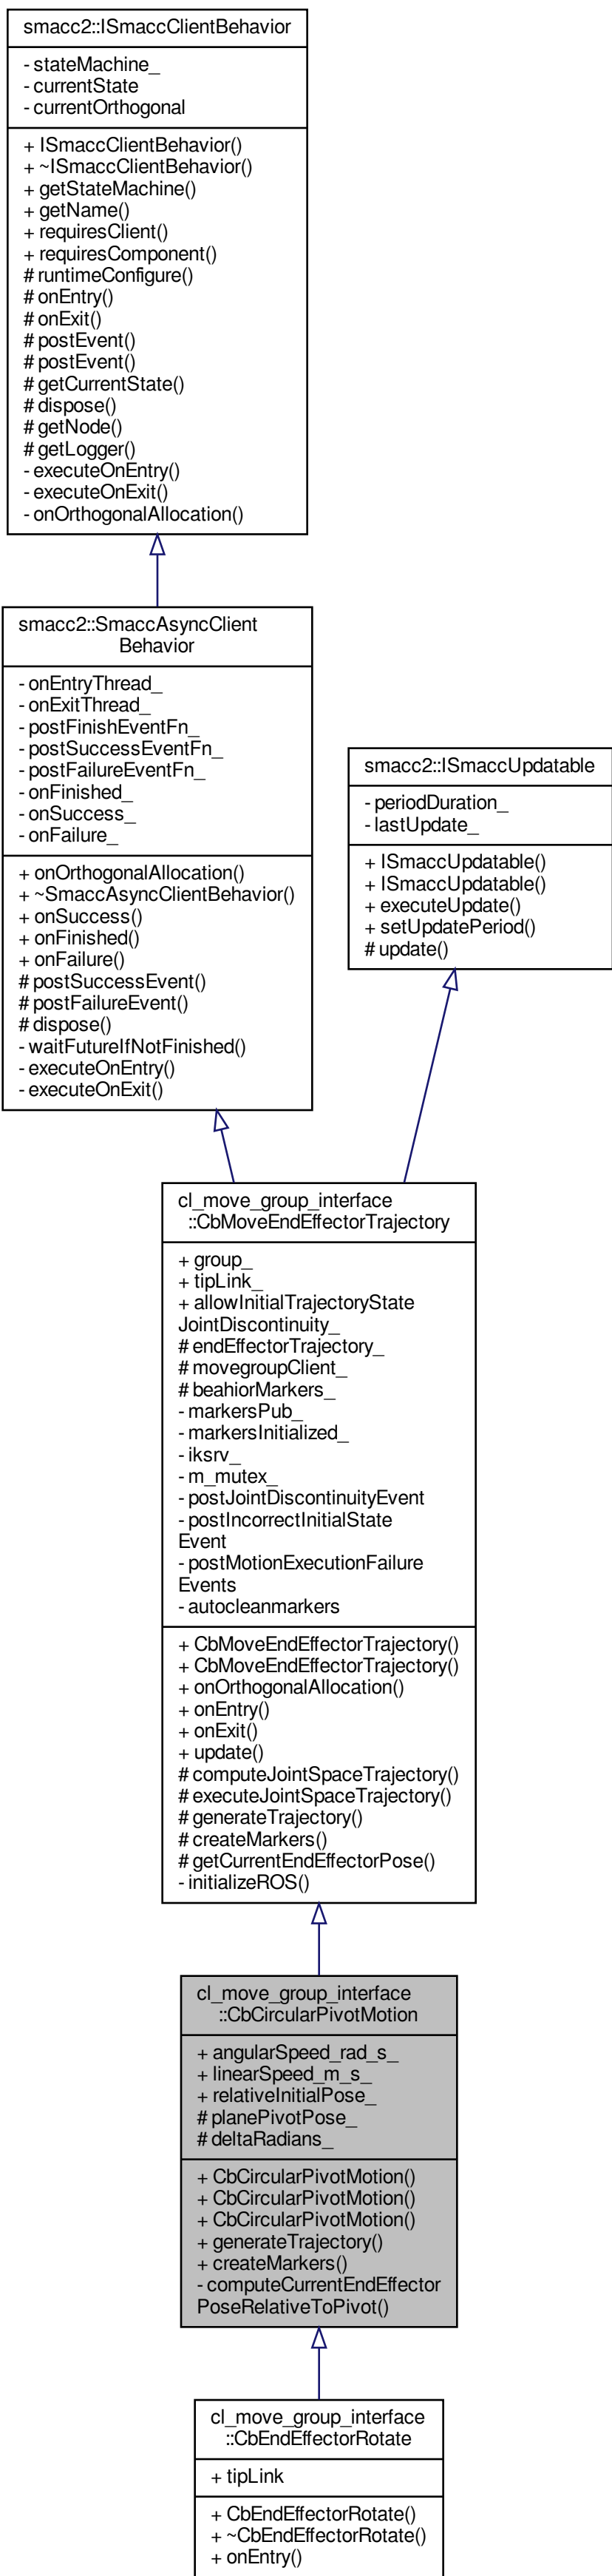 smacc2::ISmaccClientBehavior
- stateMachine_
- currentState
- currentOrthogonal
+ ISmaccClientBehavior()
+ ~ISmaccClientBehavior()
+ getStateMachine()
+ getName()
+ requiresClient()
+ requiresComponent()
# runtimeConfigure()
# onEntry()
# onExit()
# postEvent()
# postEvent()
# getCurrentState()
# dispose()
# getNode()
# getLogger()
- executeOnEntry()
- executeOnExit()
- onOrthogonalAllocation()
smacc2::SmaccAsyncClient
Behavior
- onEntryThread_
- onExitThread_
- postFinishEventFn_
- postSuccessEventFn_
- postFailureEventFn_
- onFinished_
- onSuccess_
- onFailure_
+ onOrthogonalAllocation()
+ ~SmaccAsyncClientBehavior()
+ onSuccess()
+ onFinished()
+ onFailure()
# postSuccessEvent()
# postFailureEvent()
# dispose()
- waitFutureIfNotFinished()
- executeOnEntry()
- executeOnExit()
smacc2::ISmaccUpdatable
- periodDuration_
- lastUpdate_
+ ISmaccUpdatable()
+ ISmaccUpdatable()
+ executeUpdate()
+ setUpdatePeriod()
# update()
cl_move_group_interface
::CbMoveEndEffectorTrajectory
+ group_
+ tipLink_
+ allowInitialTrajectoryState
JointDiscontinuity_
# endEffectorTrajectory_
# movegroupClient_
# beahiorMarkers_
- markersPub_
- markersInitialized_
- iksrv_
- m_mutex_
- postJointDiscontinuityEvent
- postIncorrectInitialState
Event
- postMotionExecutionFailure
Events
- autocleanmarkers
+ CbMoveEndEffectorTrajectory()
+ CbMoveEndEffectorTrajectory()
+ onOrthogonalAllocation()
+ onEntry()
+ onExit()
+ update()
# computeJointSpaceTrajectory()
# executeJointSpaceTrajectory()
# generateTrajectory()
# createMarkers()
# getCurrentEndEffectorPose()
- initializeROS()
cl_move_group_interface
::CbCircularPivotMotion
+ angularSpeed_rad_s_
+ linearSpeed_m_s_
+ relativeInitialPose_
# planePivotPose_
# deltaRadians_
+ CbCircularPivotMotion()
+ CbCircularPivotMotion()
+ CbCircularPivotMotion()
+ generateTrajectory()
+ createMarkers()
- computeCurrentEndEffector
PoseRelativeToPivot()
cl_move_group_interface
::CbEndEffectorRotate
+ tipLink
+ CbEndEffectorRotate()
+ ~CbEndEffectorRotate()
+ onEntry()